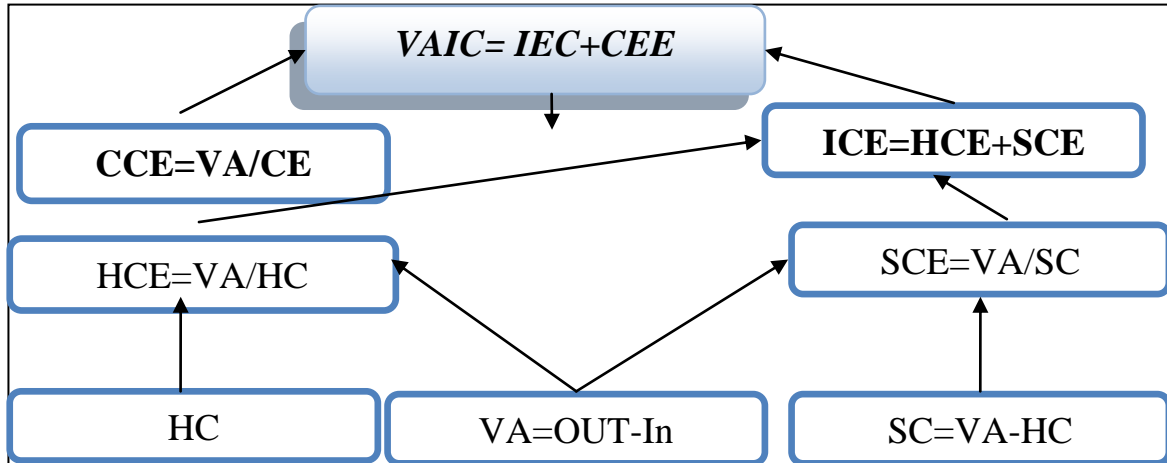 VAIC= IEC+CEE
CCE=VA/CE
ICE=HCE+SCE
HCE=VA/HC
SCE=VA/SC
HC
VA=OUT-In
SC=VA-HC